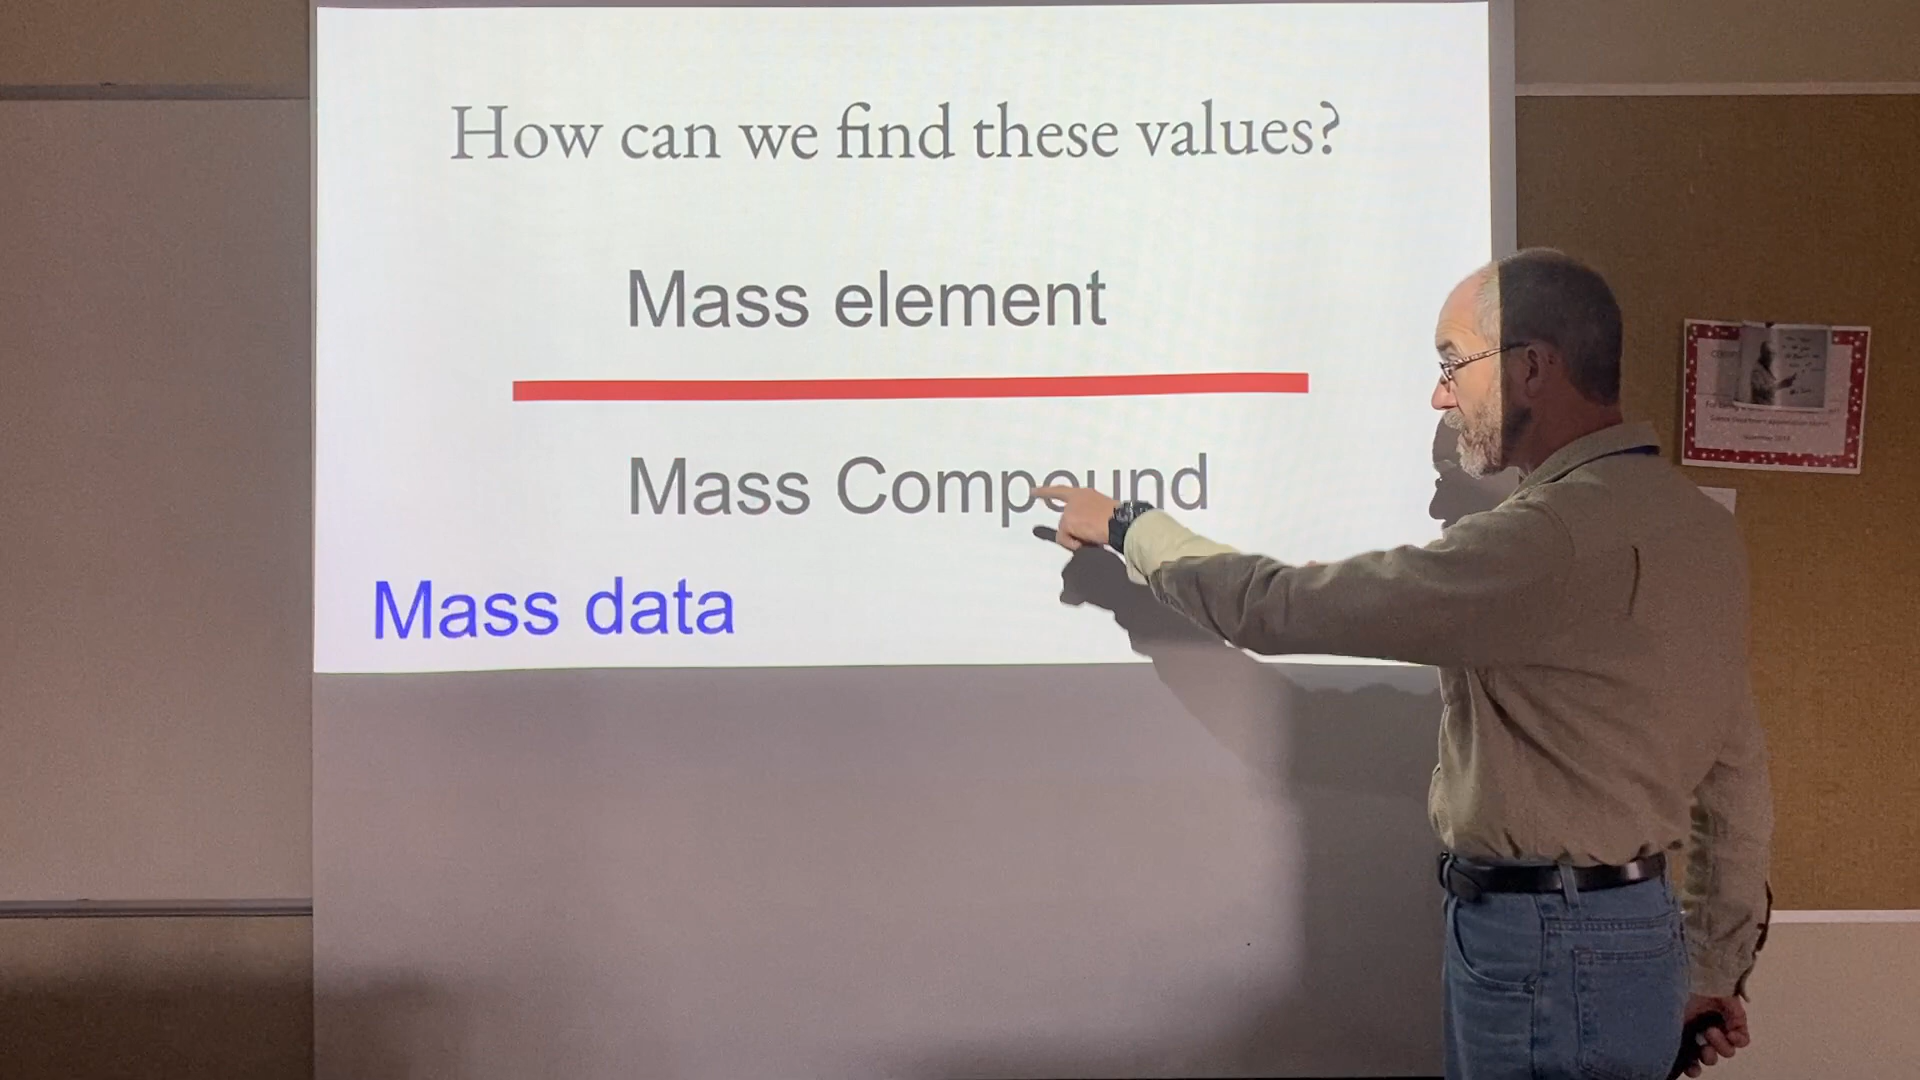 How can we find these values?
Mass element
Mass Compound
Mass data